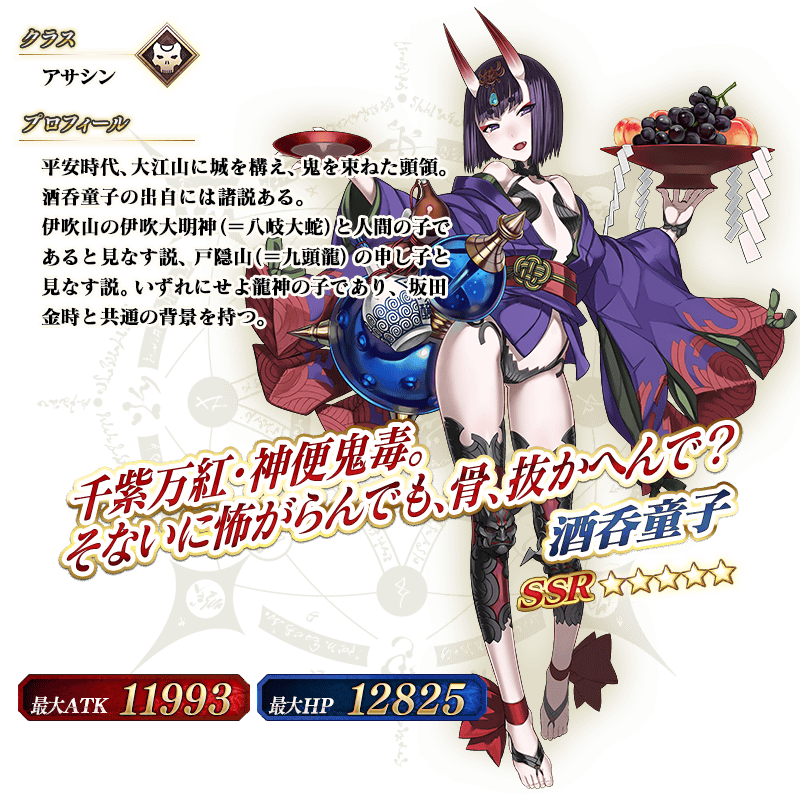 クラス
アサシン
プロフィール
平安時代、大江山に城を構え、鬼を束ねた頭領。
酒呑童子の出自には諸説ある。
伊吹山の伊吹大明神(＝八岐大蛇)と人間の子で
あると見なす説、戸隠山(＝九頭龍)の申し子と
見なす説。いずれにせよ龍神の子であり、坂田
金時と共通の背景を持つ。
千紫万紅・神便鬼毒。
そないに怖がらんでも、骨、抜かへんで?
酒呑童子
SSR☆☆☆☆☆
最大ATK 11993
最大HP 12825